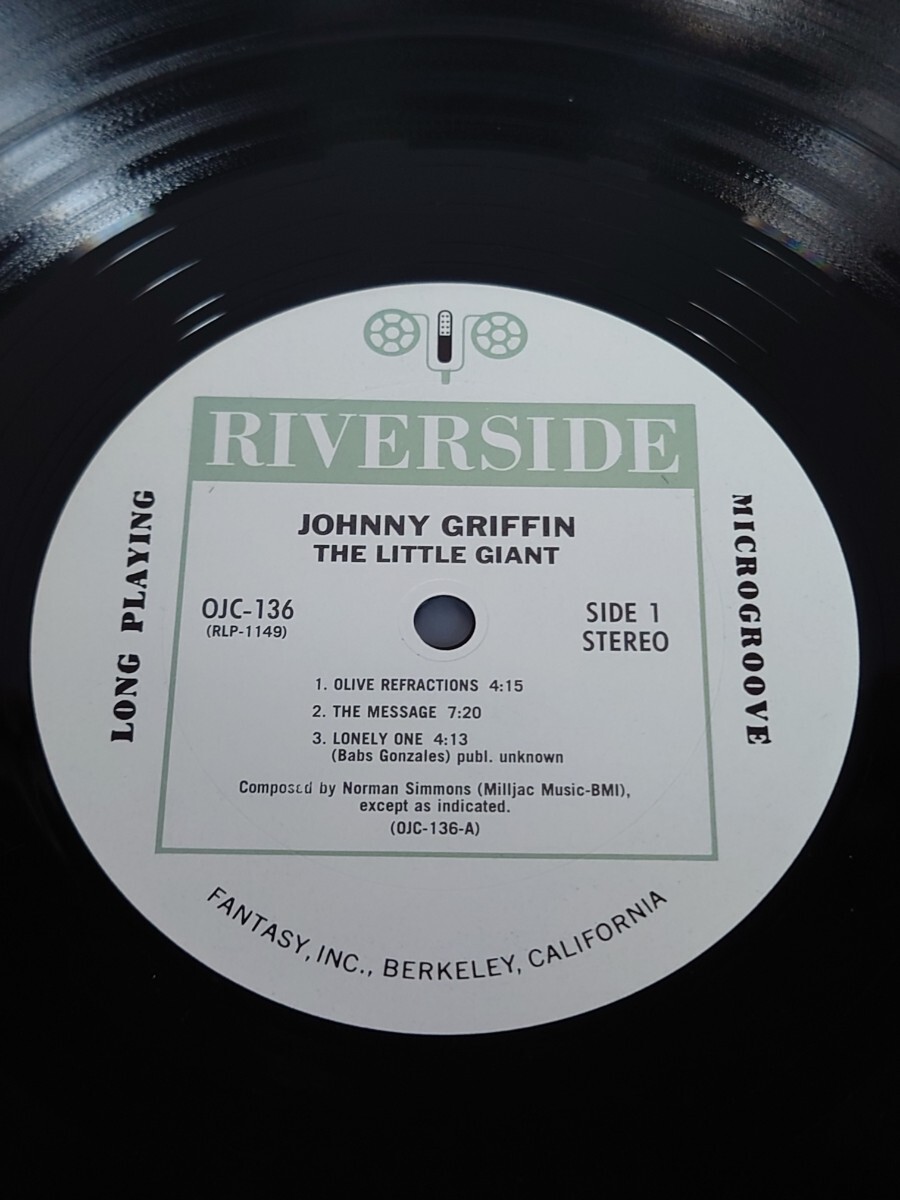 RIVERSIDE
LONG PLAYING
MICROGROOVE
JOHNNY GRIFFIN
THE LITTLE GIANT
OJC-136
(RLP-1149)
SIDE 1
STEREO
1. OLIVE REFRACTIONS 4:15
2. THE MESSAGE 7:20
3. LONELY ONE 4:13
(Babs Gonzales) publ. unknown
Composed by Norman Simmons (Milljac Music-BMI),
except as indicated.
(OJC-136-A)
FANTASY, INC., BERKELEY, CALIFORNIA